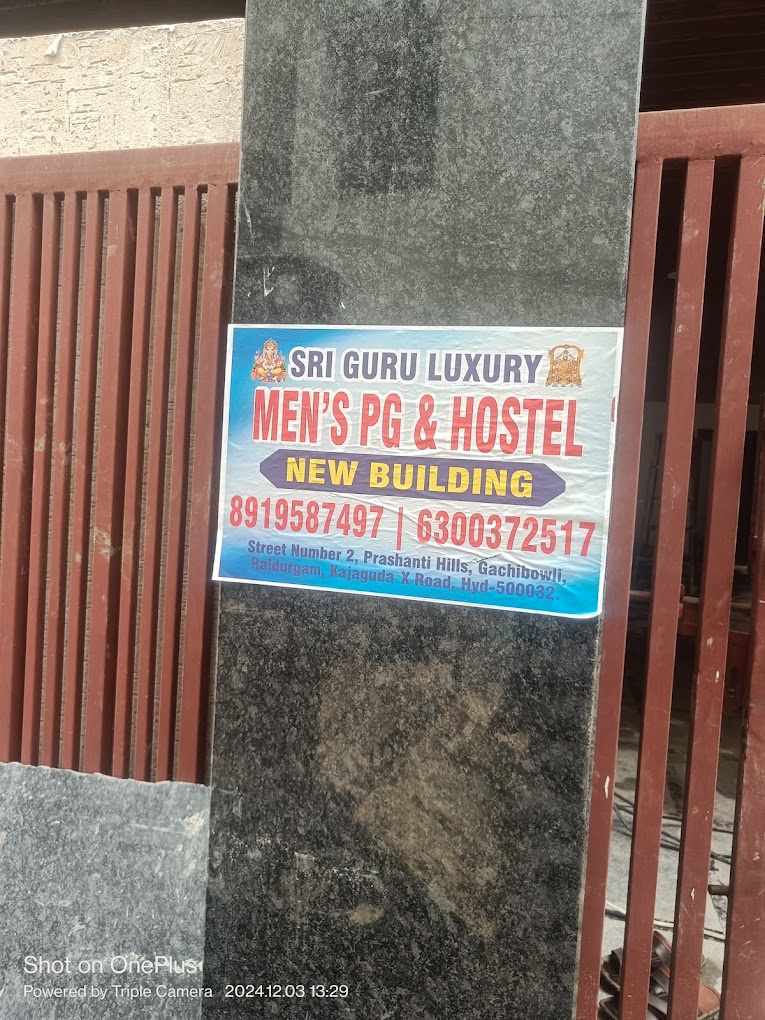 SRI GURU LUXURY
MEN'S PG & HOSTEL
NEW BUILDING
8919587497 | 6300372517
Street Number 2, Prashanti Hills, Gachibowli,
Raidurgam, Kajaguda X Road, Hyd-500032.
Shot on OnePlus
Powered by Triple Camera 2024.12.03 13:29